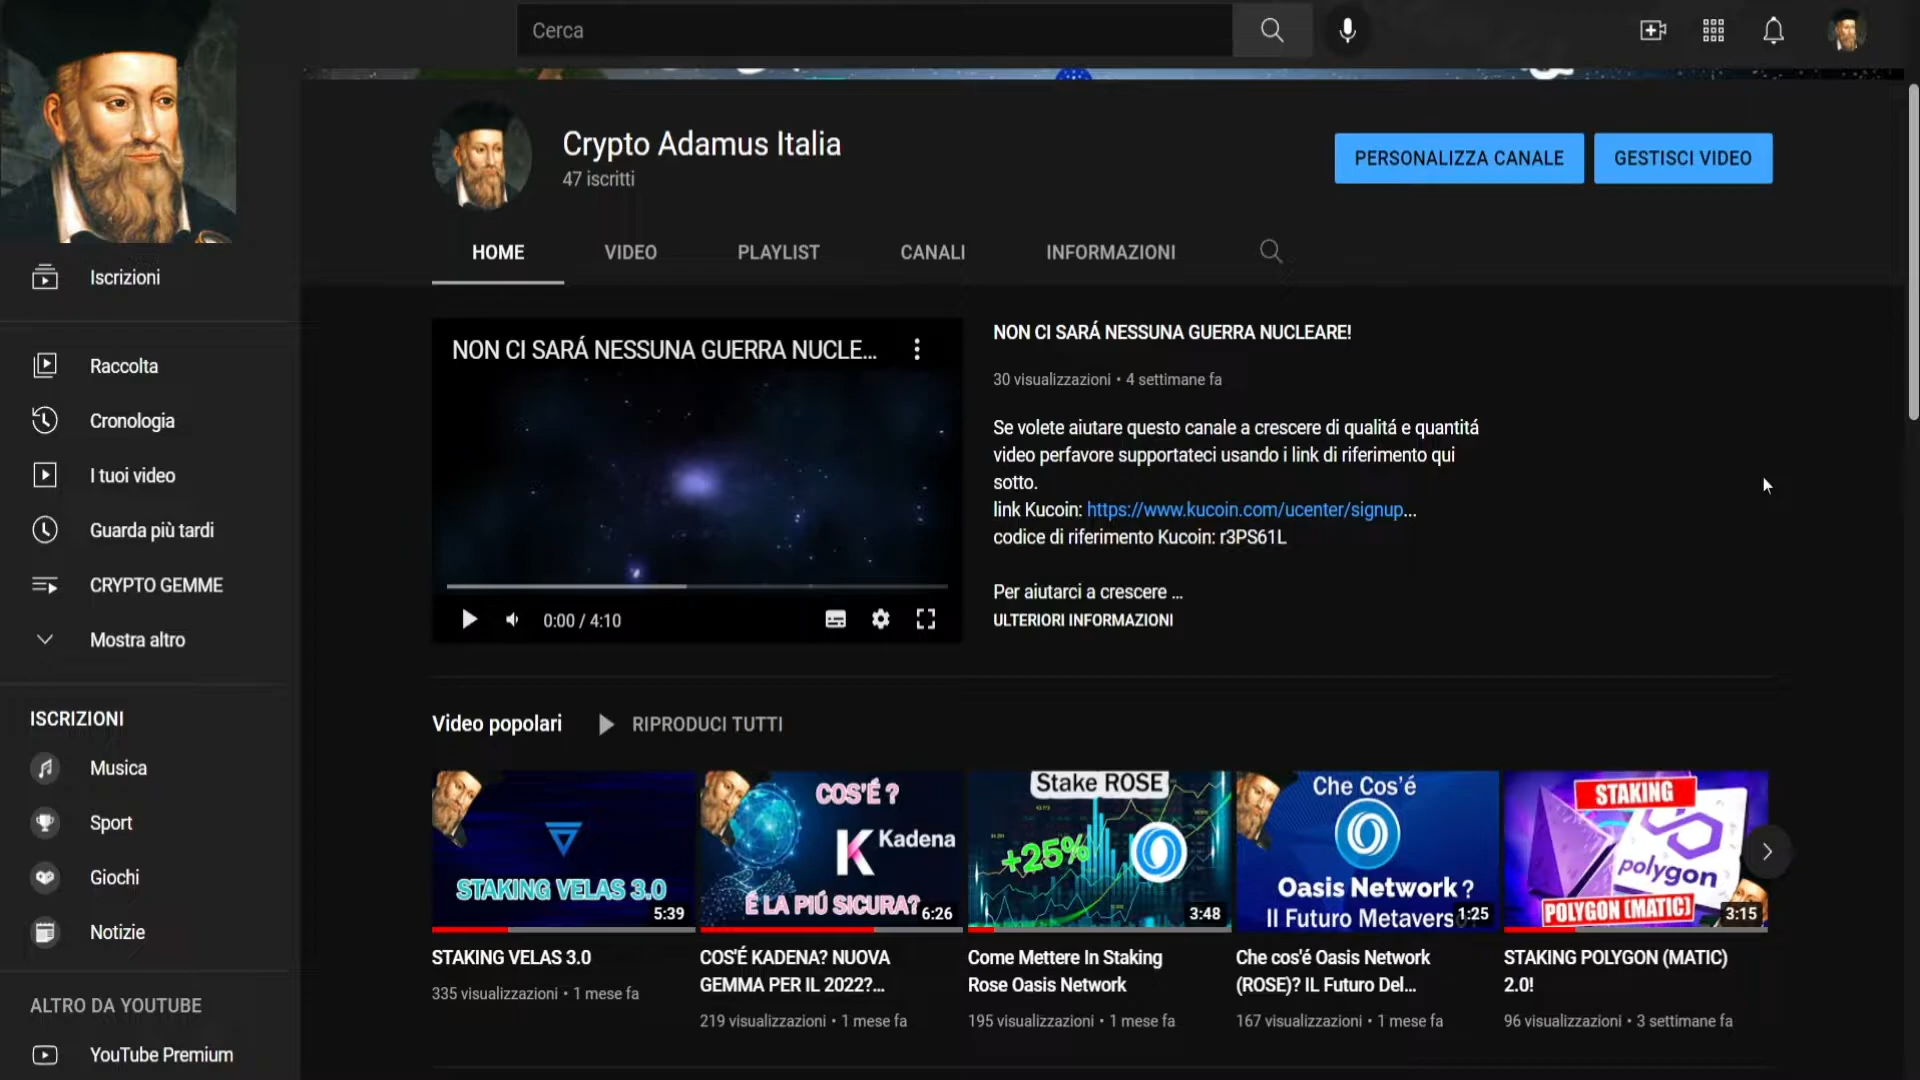 Cerca
Crypto Adamus Italia
47 iscritti
PERSONALIZZA CANALE
GESTISCI VIDEO
HOME
VIDEO
PLAYLIST
CANALI
INFORMAZIONI
Iscrizioni
Raccolta
Cronologia
I tuoi video
Guarda più tardi
CRYPTO GEMME
Mostra altro
ISCRIZIONI
Musica
Sport
Giochi
Notizie
ALTRO DA YOUTUBE
YouTube Premium
NON CI SARÁ NESSUNA GUERRA NUCLE...
0:00 / 4:10
NON CI SARÁ NESSUNA GUERRA NUCLEARE!
30 visualizzazioni • 4 settimane fa
Se volete aiutare questo canale a crescere di qualitá e quantitá
video perfavore supportateci usando i link di riferimento qui
sotto.
link Kucoin: https://www.kucoin.com/ucenter/signup...
codice di riferimento Kucoin: r3PS61L
Per aiutarci a crescere ...
ULTERIORI INFORMAZIONI
Video popolari
RIPRODUCI TUTTI
STAKING VELAS 3.0
5:39
STAKING VELAS 3.0
335 visualizzazioni • 1 mese fa
COS'É ?
Kadena
É LA PIÚ SICURA?
6:26
COS'É KADENA? NUOVA
GEMMA PER IL 2022?...
219 visualizzazioni • 1 mese fa
Stake ROSE
+25%
3:48
Come Mettere In Staking
Rose Oasis Network
195 visualizzazioni • 1 mese fa
Che Cos'é
Oasis Network ?
Il Futuro Metavers
1:25
Che cos'é Oasis Network
(ROSE)? IL Futuro Del...
167 visualizzazioni • 1 mese fa
STAKING
polygon
POLYGON (MATIC)
3:15
STAKING POLYGON (MATIC)
2.0!
96 visualizzazioni • 3 settimane fa